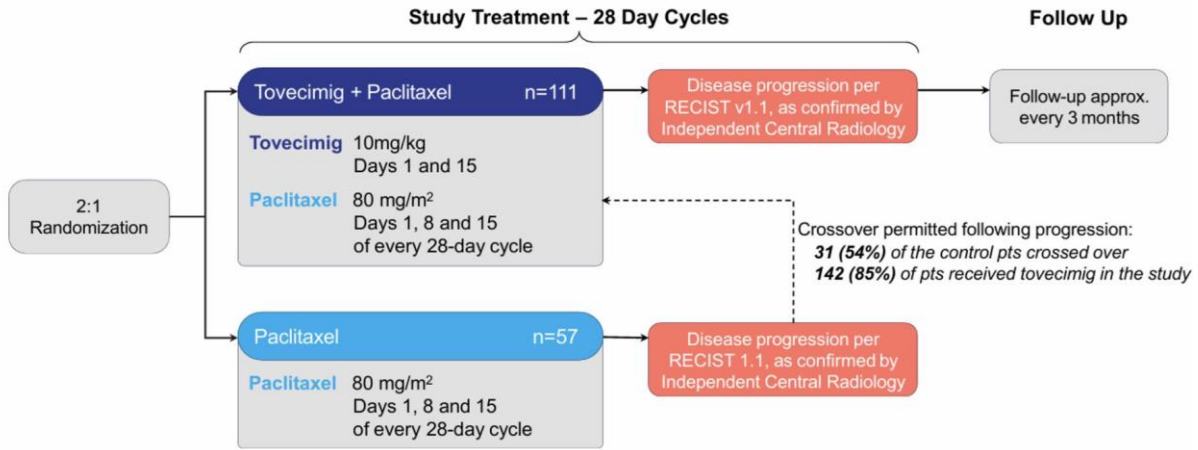 Study Treatment – 28 Day Cycles
Follow Up
2:1
Randomization
Tovecimig + Paclitaxel n=111
Tovecimig 10mg/kg
Days 1 and 15
Paclitaxel 80 mg/m²
Days 1, 8 and 15
of every 28-day cycle
Disease progression per
RECIST v1.1, as confirmed by
Independent Central Radiology
Follow-up approx.
every 3 months
Crossover permitted following progression:
31 (54%) of the control pts crossed over
142 (85%) of pts received tovecimig in the study
Paclitaxel n=57
Paclitaxel 80 mg/m²
Days 1, 8 and 15
of every 28-day cycle
Disease progression per
RECIST 1.1, as confirmed by
Independent Central Radiology